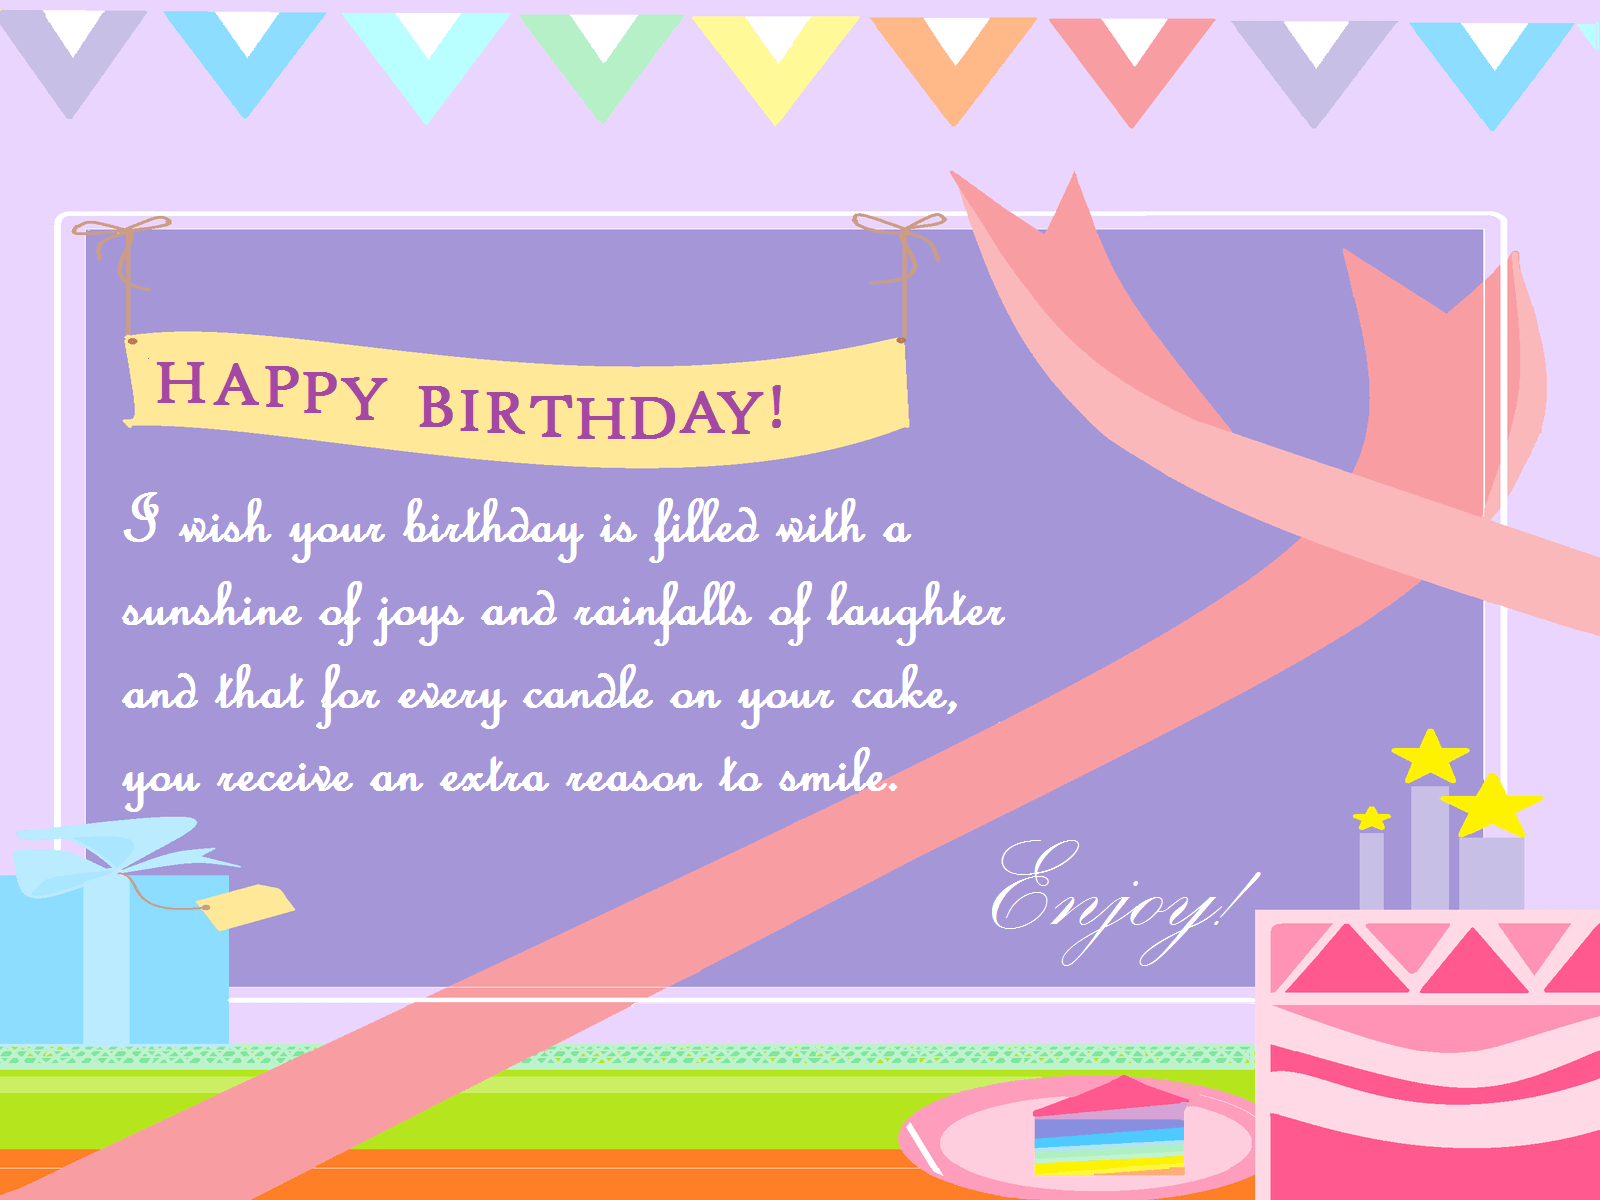 HAPPY BIRTHDAY!
I wish your birthday is filled with a
sunshine of joys and rainfalls of laughter
and that for every candle on your cake,
you receive an extra reason to smile.
Enjoy!